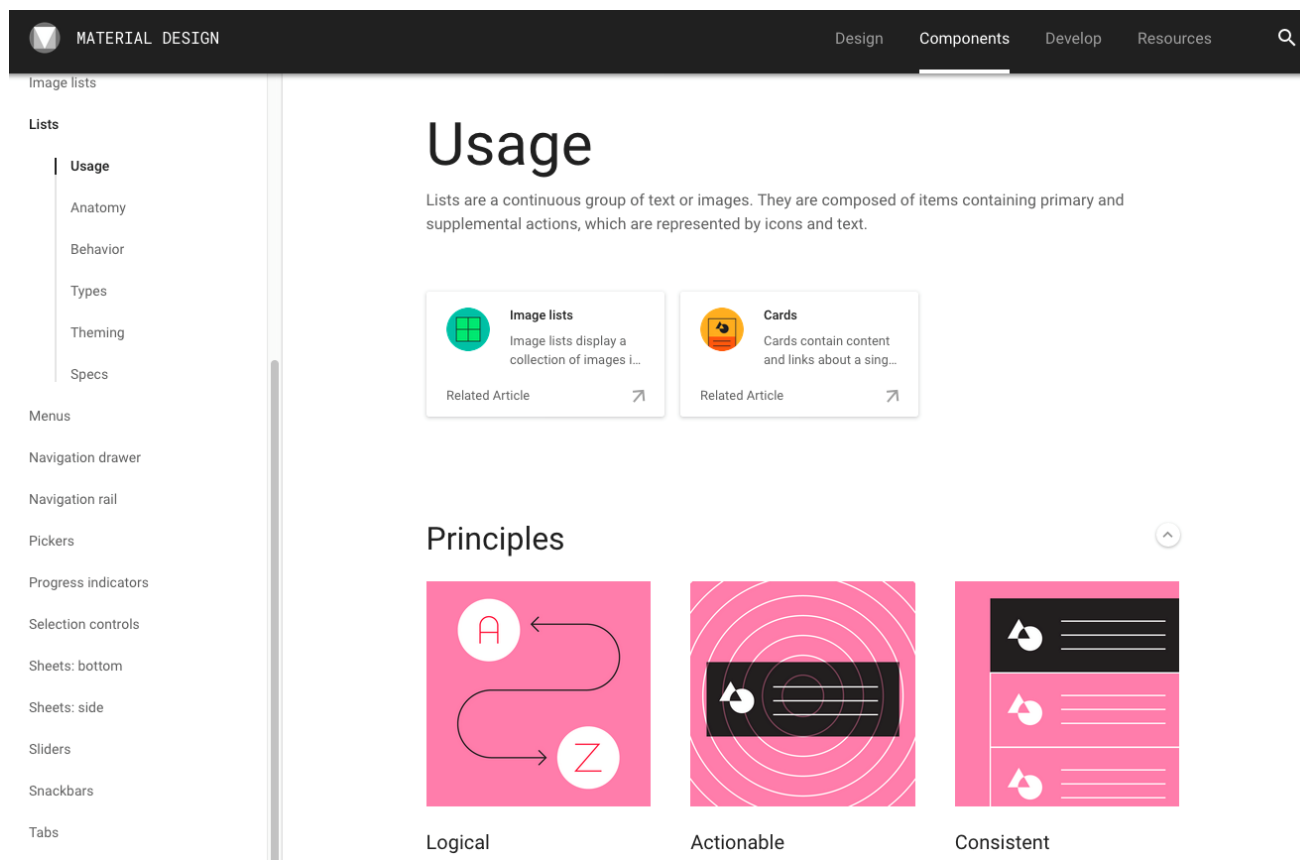 MATERIAL DESIGN
Design
Components
Develop
Resources
Image lists
Lists
Usage
Anatomy
Behavior
Types
Theming
Specs
Menus
Navigation drawer
Navigation rail
Pickers
Progress indicators
Selection controls
Sheets: bottom
Sheets: side
Sliders
Snackbars
Tabs
Usage
Lists are a continuous group of text or images. They are composed of items containing primary and
supplemental actions, which are represented by icons and text.
Image lists
Image lists display a
collection of images i...
Related Article
Cards
Cards contain content
and links about a sing...
Related Article
Principles
A
Z
Logical
Actionable
Consistent